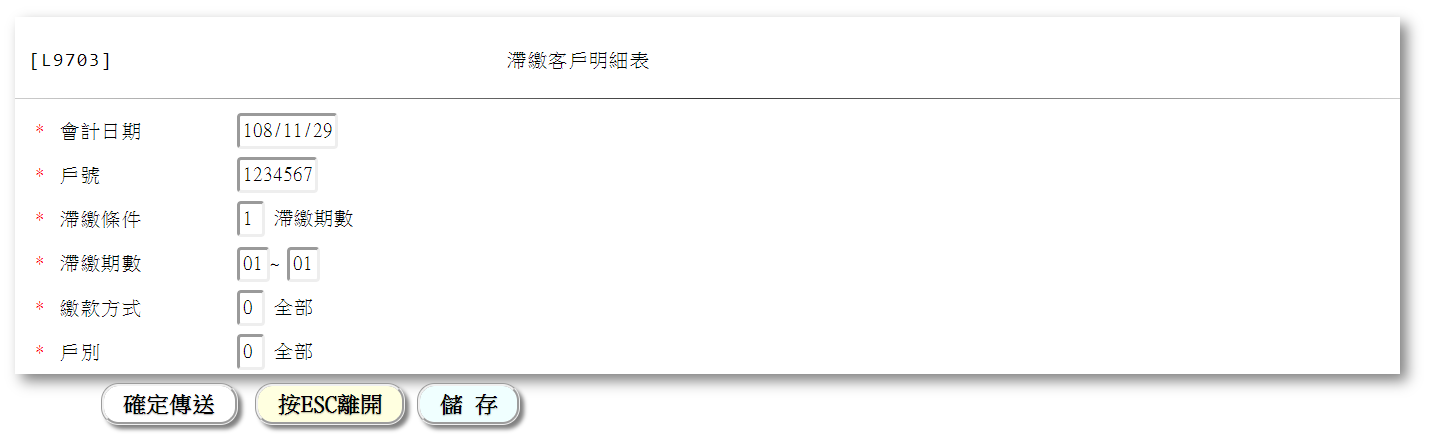 [L9703] 滯繳客戶明細表
* 會計日期 108/11/29
* 戶號 1234567
* 滯繳條件 1 滯繳期數
* 滯繳期數 01 ~ 01
* 繳款方式 0 全部
* 戶別 0 全部
確定傳送 按ESC離開 儲 存